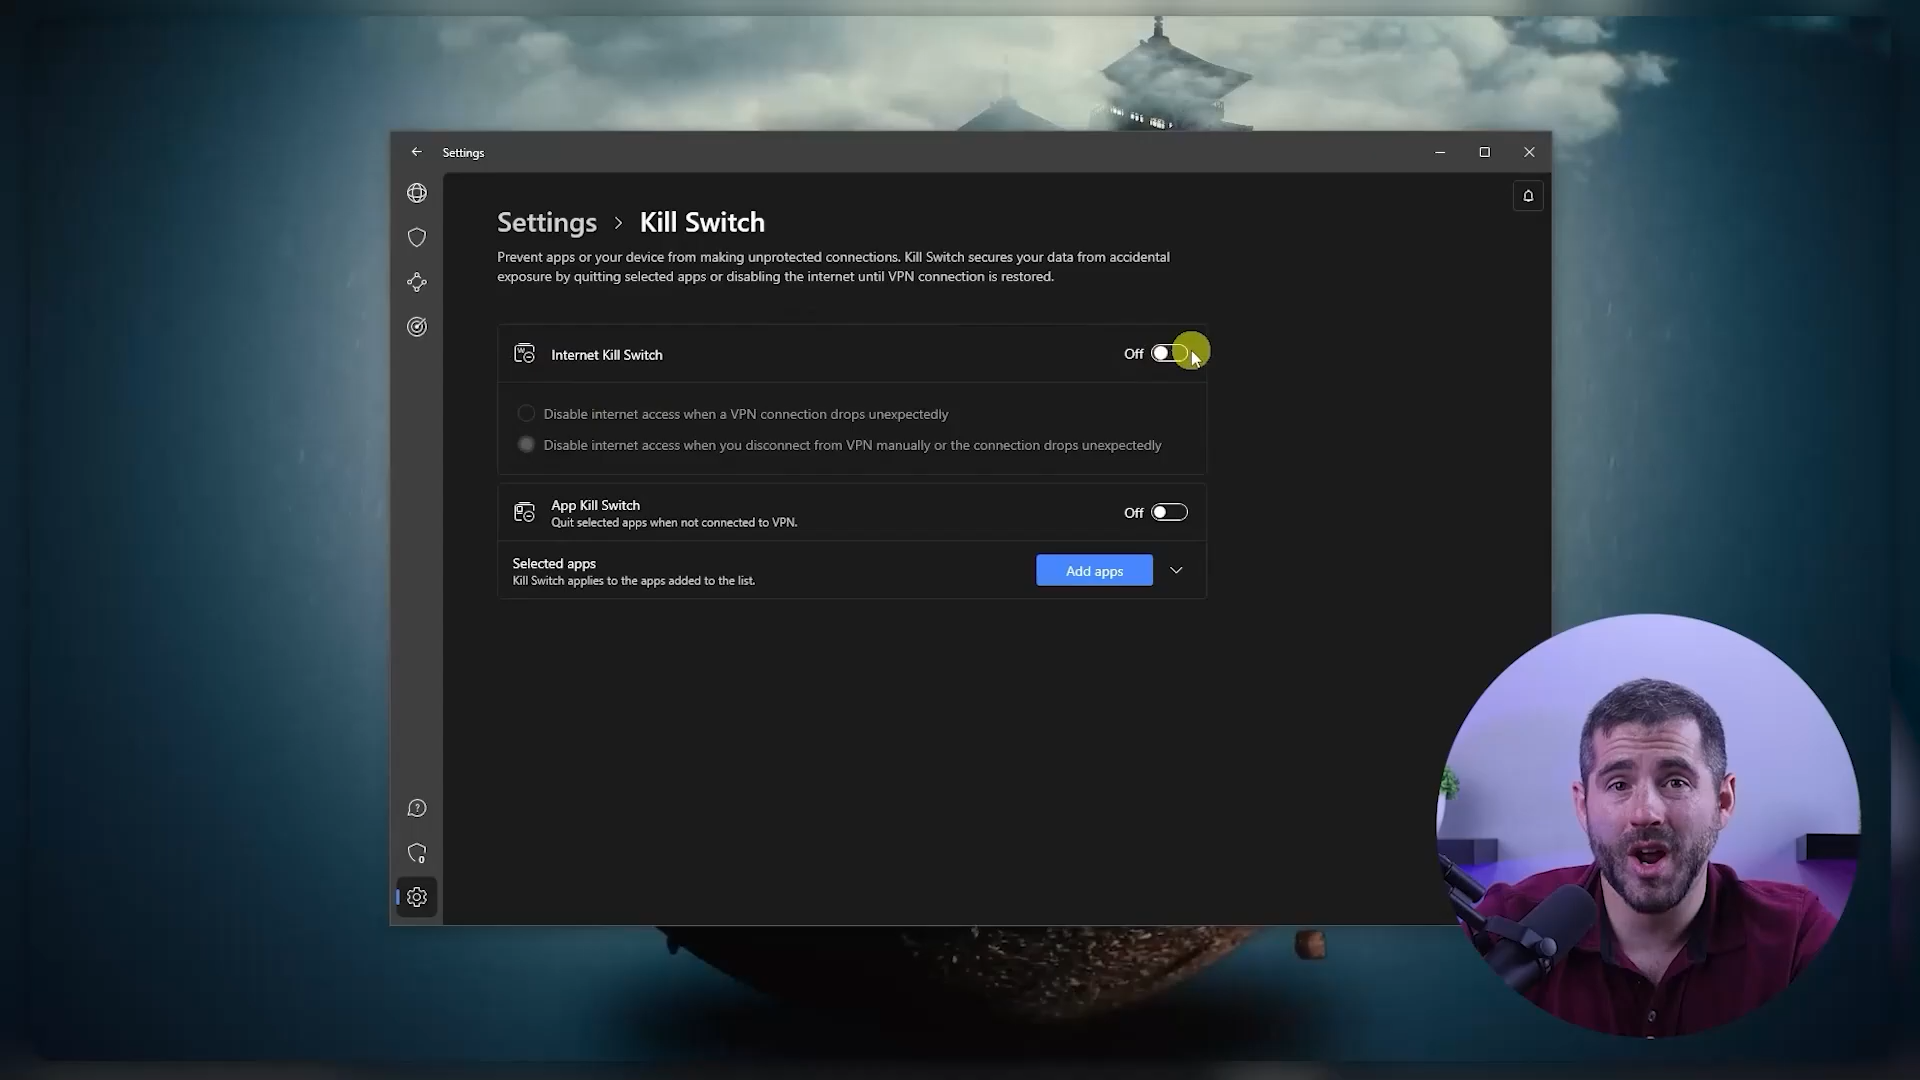 Settings
Settings > Kill Switch
Prevent apps or your device from making unprotected connections. Kill Switch secures your data from accidental
exposure by quitting selected apps or disabling the internet until VPN connection is restored.
Internet Kill Switch
Off
Disable internet access when a VPN connection drops unexpectedly
Disable internet access when you disconnect from VPN manually or the connection drops unexpectedly
App Kill Switch
Off
Quit selected apps when not connected to VPN.
Selected apps
Add apps
Kill Switch applies to the apps added to the list.
0